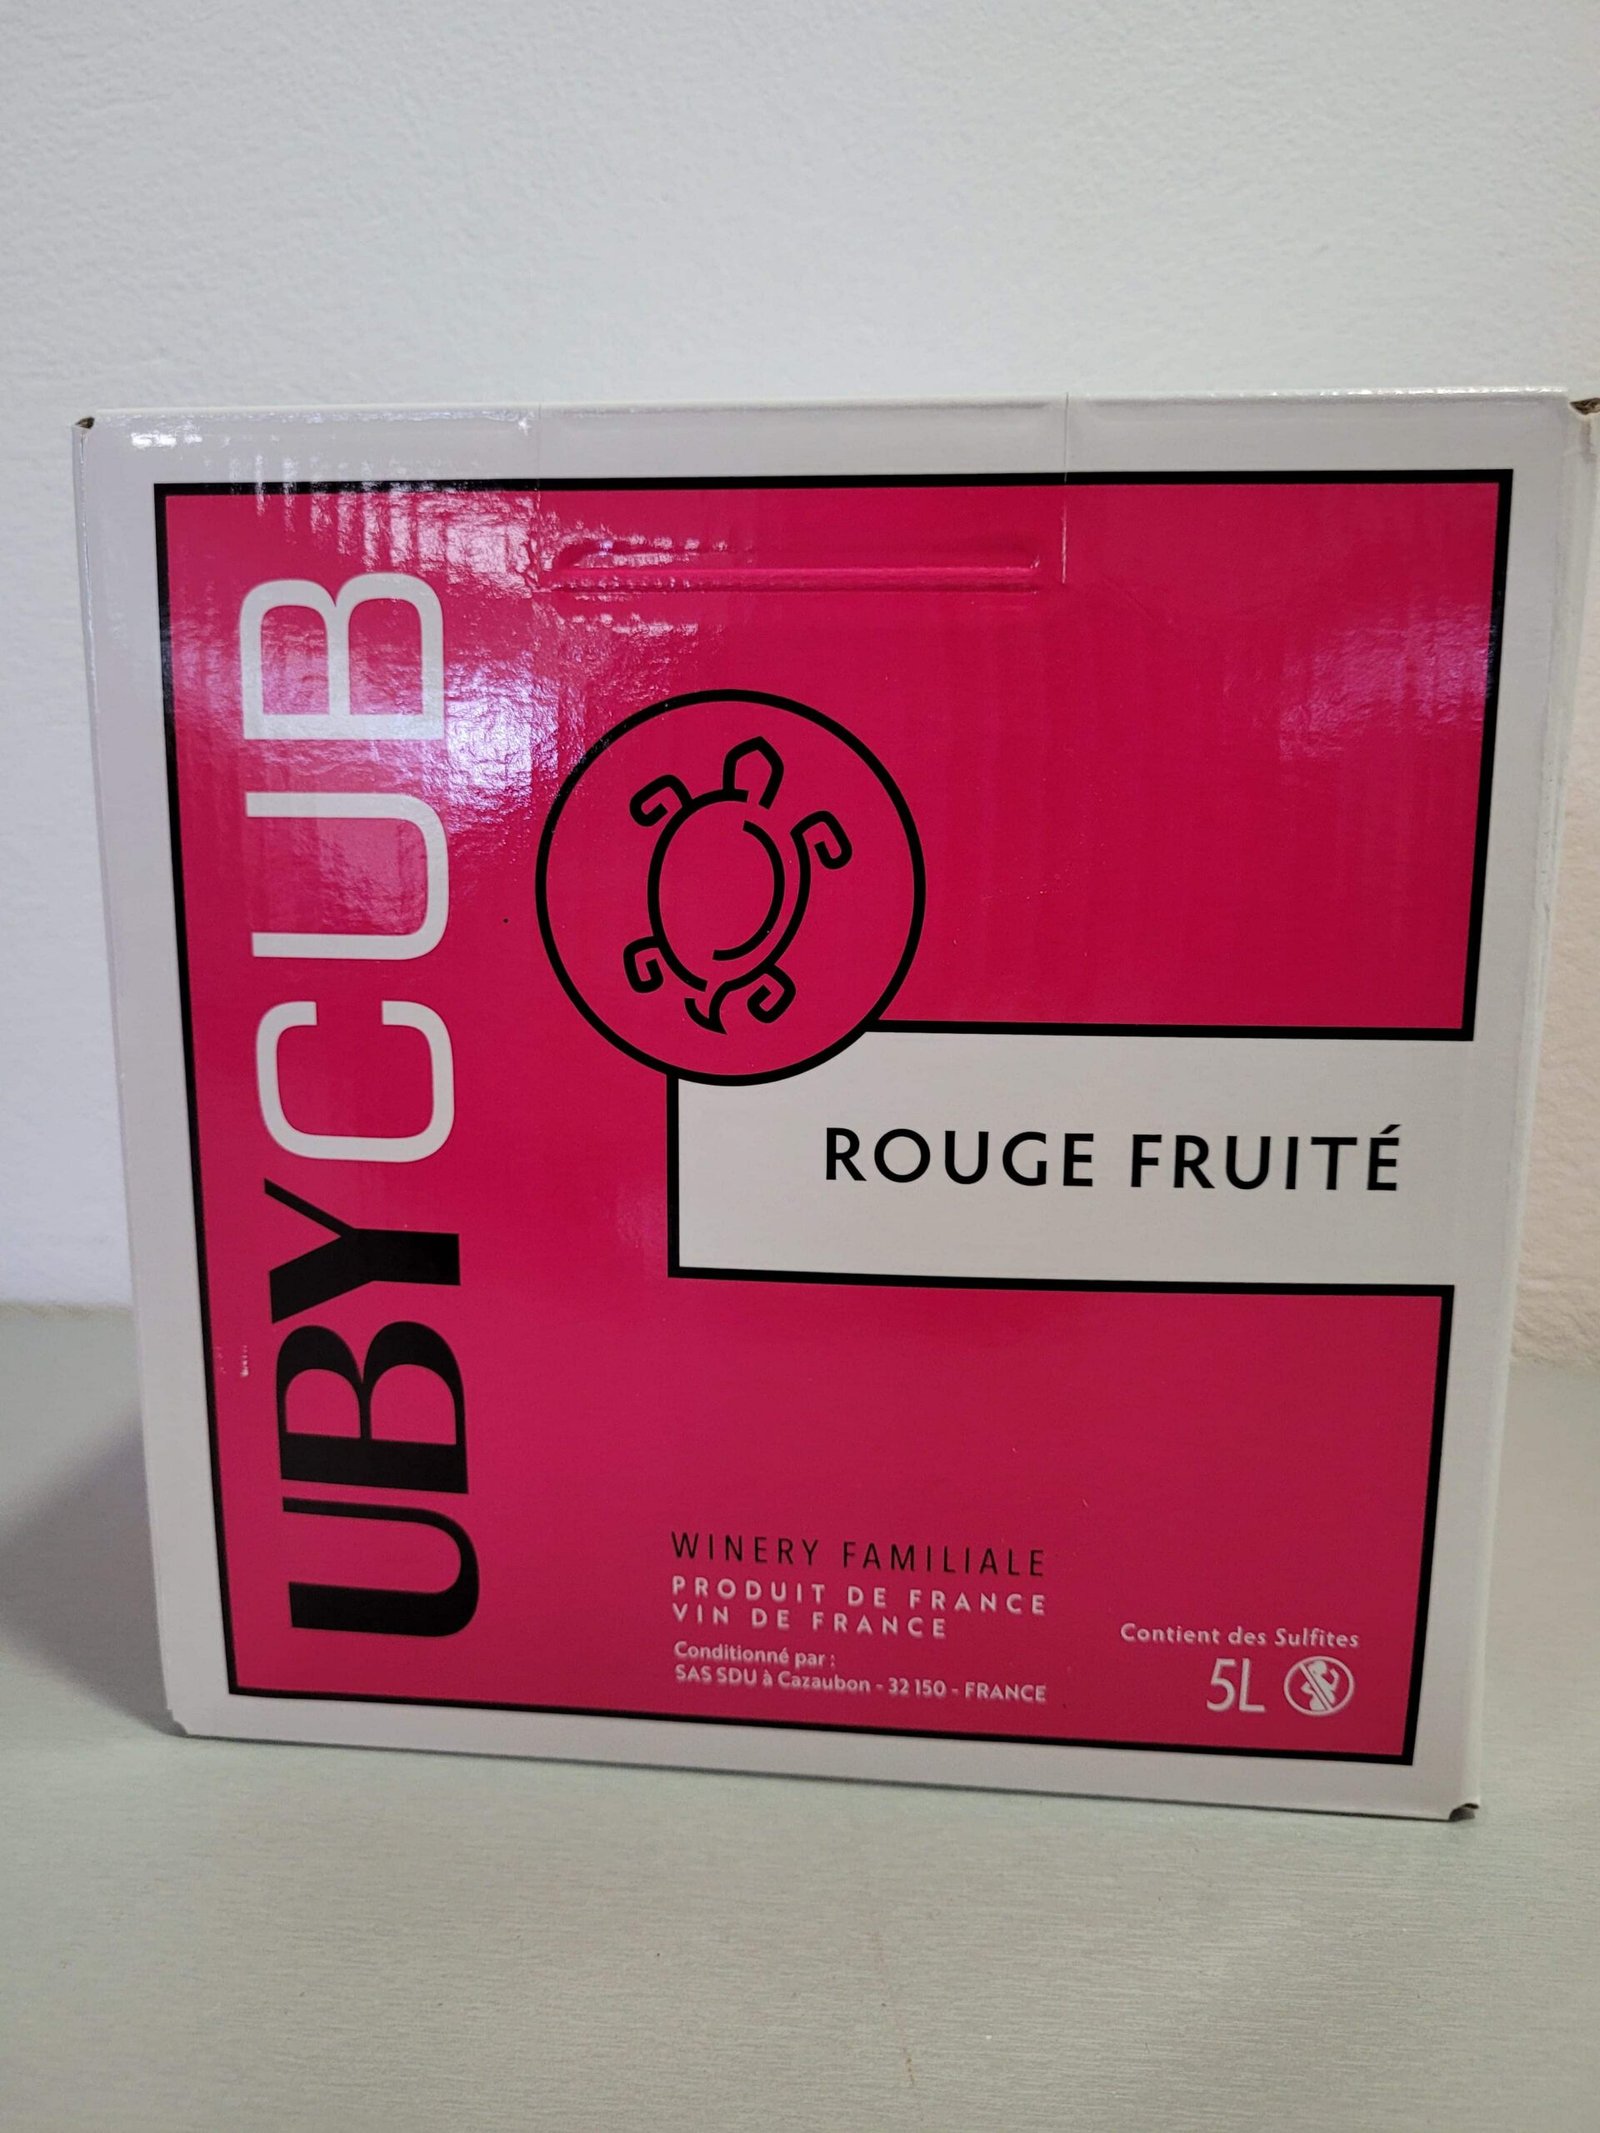 UBYCUB
ROUGE FRUITÉ
WINERY FAMILIALE
PRODUIT DE FRANCE
VIN DE FRANCE
Conditionné par :
SAS SDU à Cazaubon - 32 150 - FRANCE
Contient des Sulfites
5L